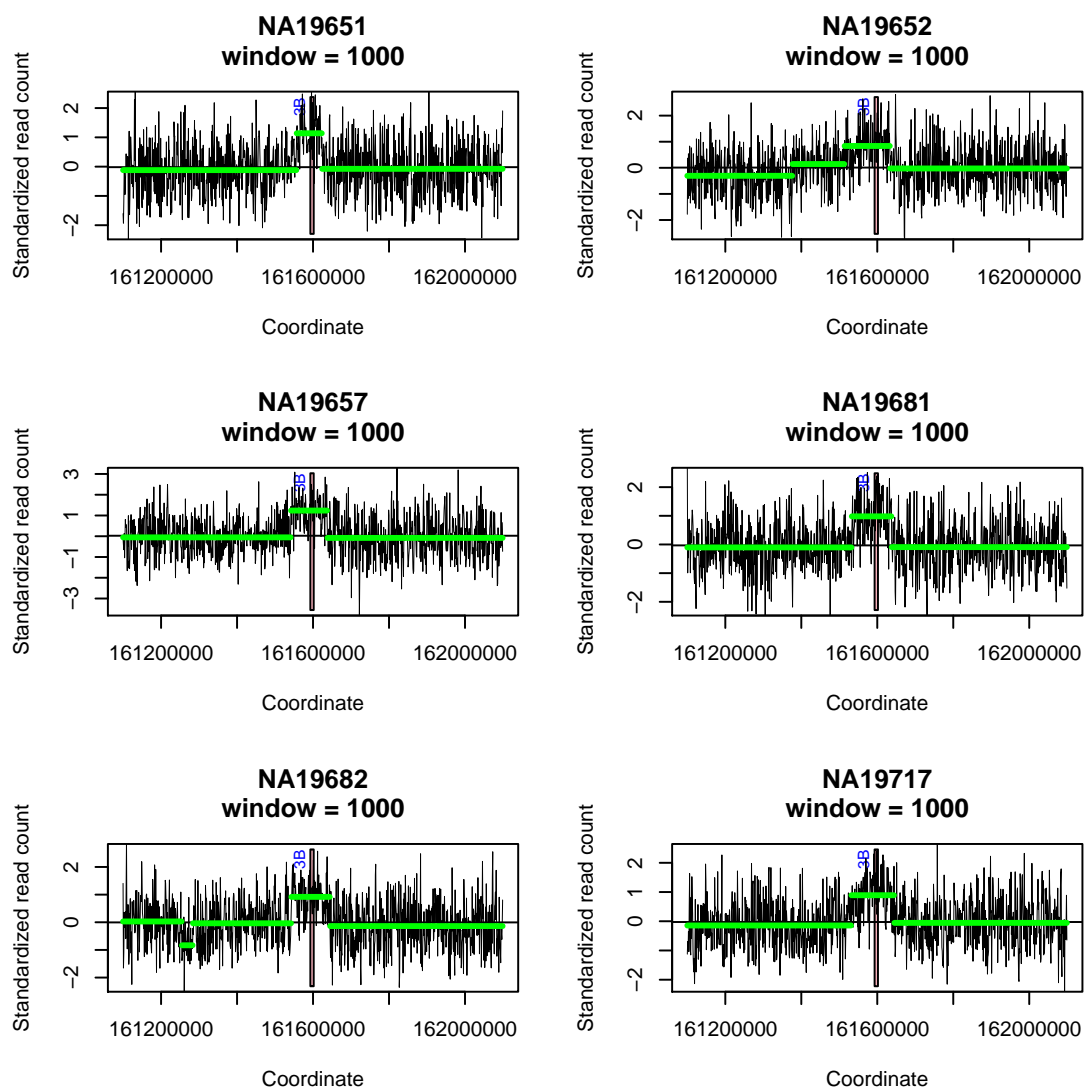 NA19651
window = 1000
Standardized read count
2
1
0
−2
3B
161200000
161600000
162000000
Coordinate
NA19652
window = 1000
Standardized read count
2
0
−2
3B
161200000
161600000
162000000
Coordinate
NA19657
window = 1000
Standardized read count
3
1
−1
−3
3B
161200000
161600000
162000000
Coordinate
NA19681
window = 1000
Standardized read count
2
0
−2
3B
161200000
161600000
162000000
Coordinate
NA19682
window = 1000
Standardized read count
2
0
−2
3B
161200000
161600000
162000000
Coordinate
NA19717
window = 1000
Standardized read count
2
1
0
−2
3B
161200000
161600000
162000000
Coordinate